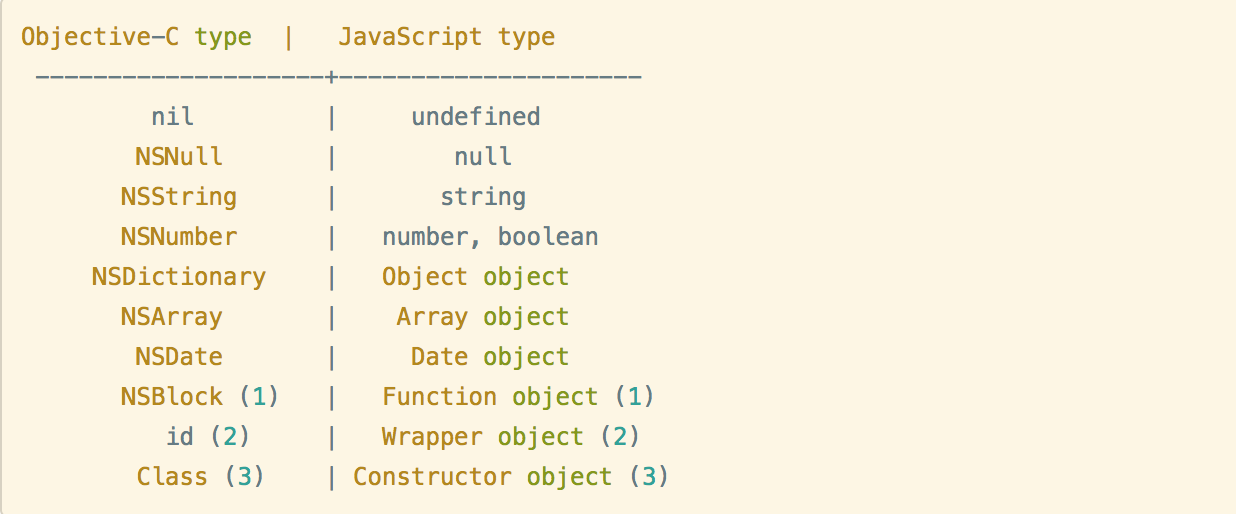 Objective-C type  |   JavaScript type
 --------------------+---------------------
         nil         |     undefined
        NSNull       |        null
       NSString      |       string
       NSNumber      |   number, boolean
     NSDictionary    |   Object object
       NSArray       |    Array object
        NSDate       |     Date object
       NSBlock (1)   |   Function object (1)
          id (2)     |   Wrapper object (2)
        Class (3)    | Constructor object (3)